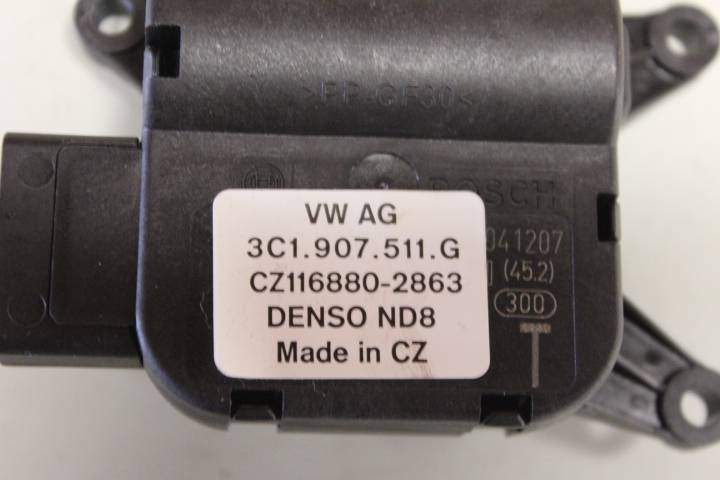 >PP-GF30<
BOSCH
VW AG
3C1.907.511.G
CZ116880-2863
DENSO ND8
Made in CZ
041207
(45.2)
300